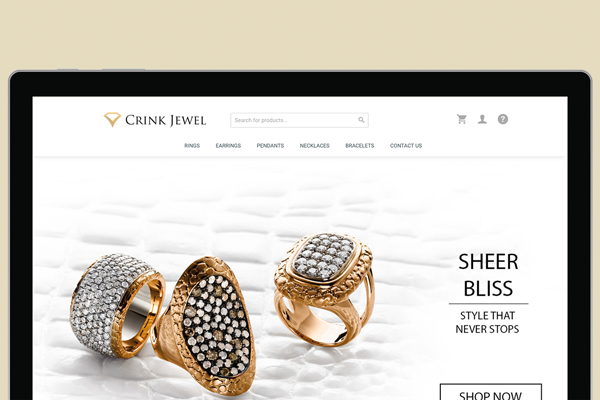 CRINK JEWEL
Search for products...
RINGS EARRINGS PENDANTS NECKLACES BRACELETS CONTACT US
SHEER
BLISS
STYLE THAT
NEVER STOPS
SHOP NOW